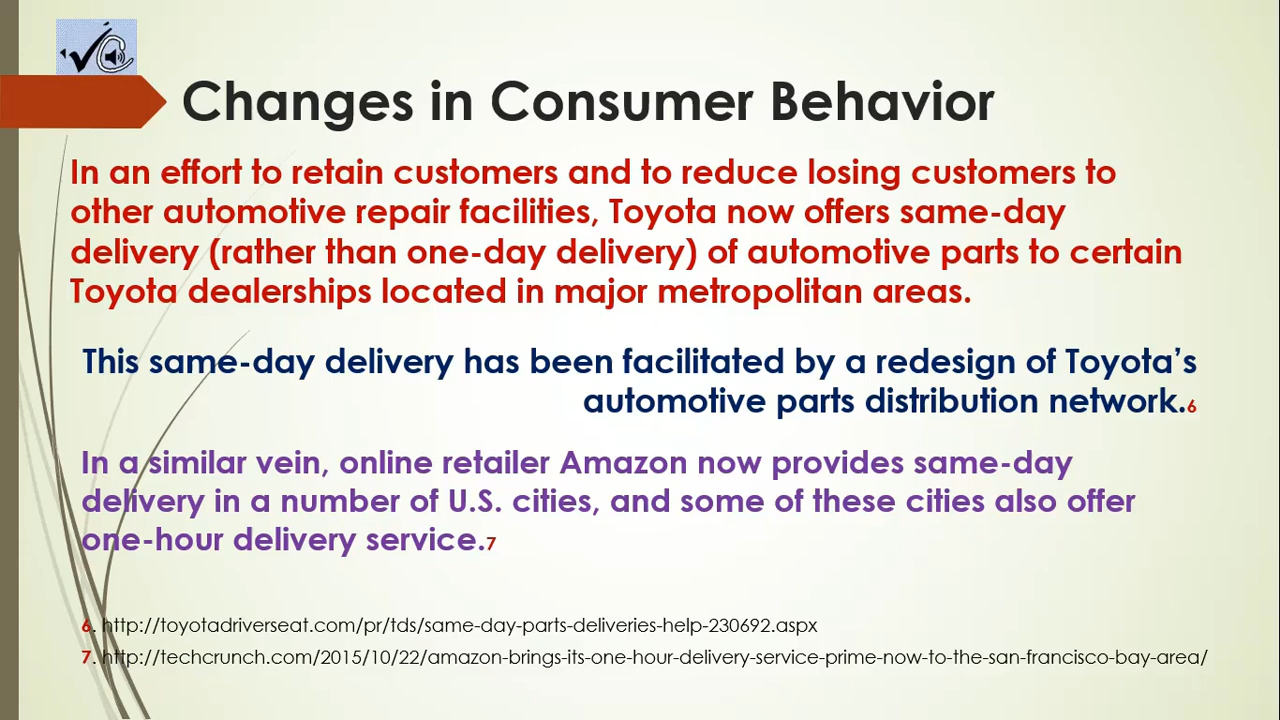 Changes in Consumer Behavior
In an effort to retain customers and to reduce losing customers to
other automotive repair facilities, Toyota now offers same-day
delivery (rather than one-day delivery) of automotive parts to certain
Toyota dealerships located in major metropolitan areas.
This same-day delivery has been facilitated by a redesign of Toyota’s
automotive parts distribution network.6
In a similar vein, online retailer Amazon now provides same-day
delivery in a number of U.S. cities, and some of these cities also offer
one-hour delivery service.7
6. http://toyotadriverseat.com/pr/tds/same-day-parts-deliveries-help-230692.aspx
7. http://techcrunch.com/2015/10/22/amazon-brings-its-one-hour-delivery-service-prime-now-to-the-san-francisco-bay-area/